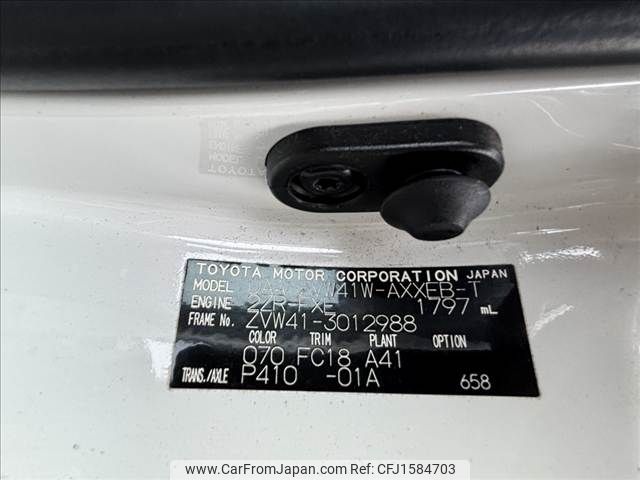 TOYOTA MOTOR CORPORATION JAPAN
MODEL DAA-ZVW41W-AXXEB-T
ENGINE 2ZR-FXE 1797 mL
FRAME No. ZVW41-3012988
COLOR TRIM PLANT OPTION
070 FC18 A41
TRANS./AXLE P410 -01A 658
© CarFromJapan www.carfromjapan.com CFJ1584703